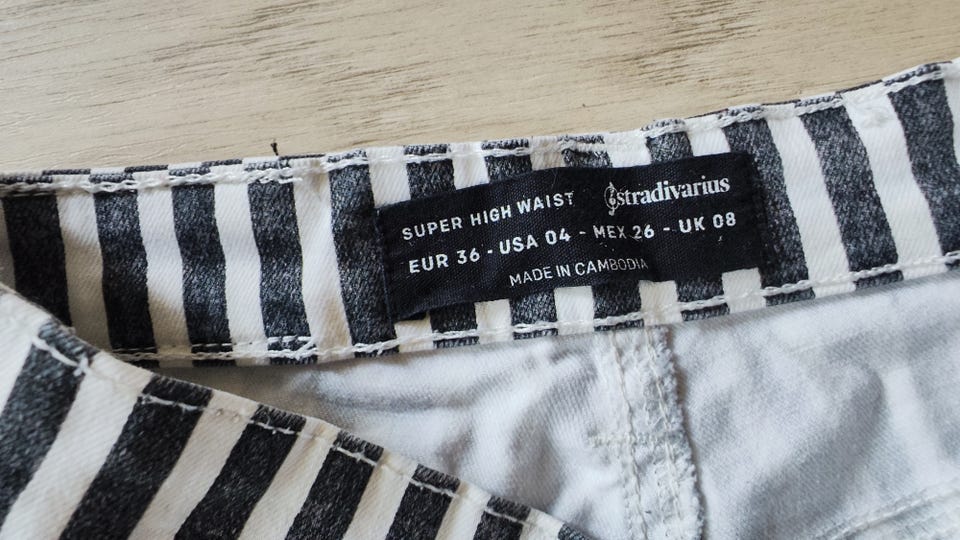 SUPER HIGH WAIST stradivarius
EUR 36 - USA 04 - MEX 26 - UK 08
MADE IN CAMBODIA